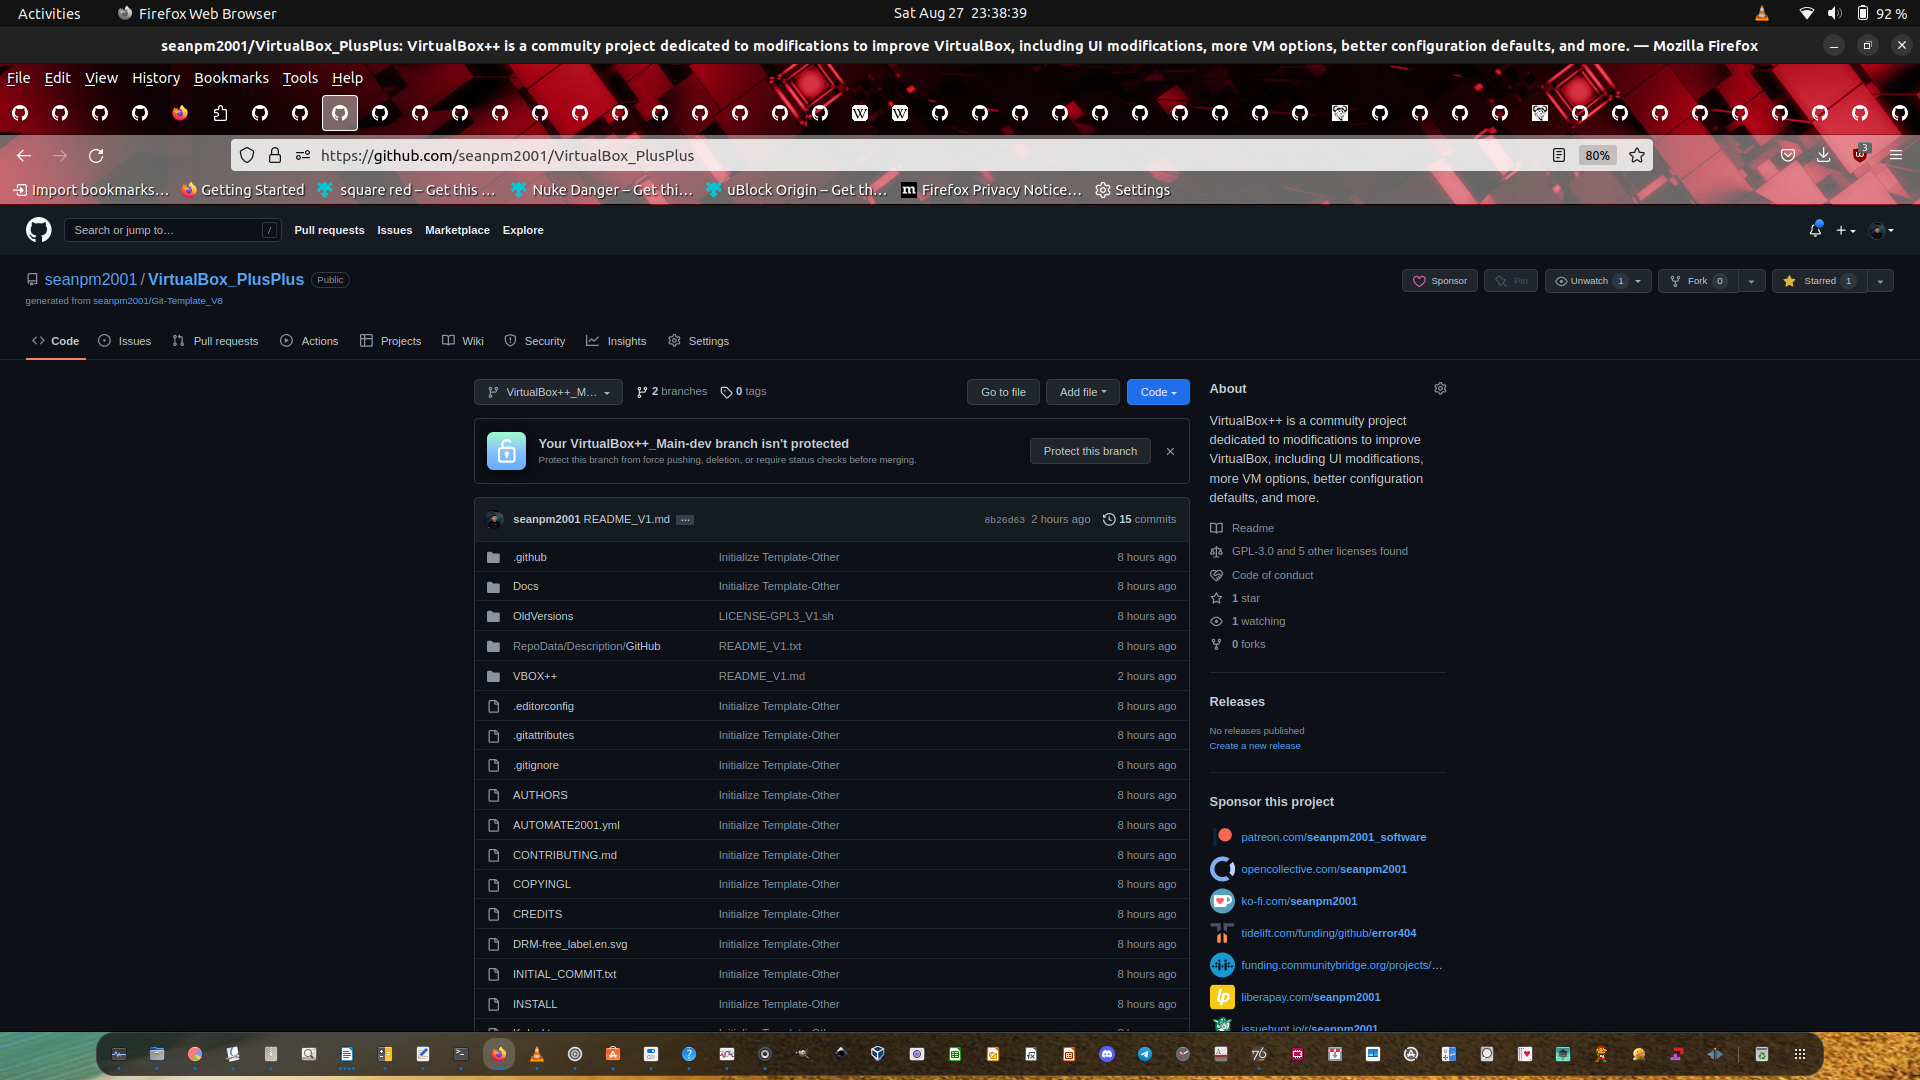 Activities
Firefox Web Browser
Sat Aug 27 23:38:39
92 %
seanpm2001/VirtualBox_PlusPlus: VirtualBox++ is a commuity project dedicated to modifications to improve VirtualBox, including UI modifications, more VM options, better configuration defaults, and more. — Mozilla Firefox
File Edit View History Bookmarks Tools Help
https://github.com/seanpm2001/VirtualBox_PlusPlus
80%
3
Import bookmarks…
Getting Started
square red – Get this …
Nuke Danger – Get thi…
uBlock Origin – Get th…
Firefox Privacy Notice…
Settings
Search or jump to…
/
Pull requests Issues Marketplace Explore
seanpm2001 / VirtualBox_PlusPlus Public
generated from seanpm2001/Git-Template_V8
Sponsor
Pin
Unwatch 1
Fork 0
Starred 1
Code
Issues
Pull requests
Actions
Projects
Wiki
Security
Insights
Settings
VirtualBox++_M…
2 branches
0 tags
Go to file
Add file
Code
Your VirtualBox++_Main-dev branch isn't protected
Protect this branch from force pushing, deletion, or require status checks before merging.
Protect this branch
seanpm2001 README_V1.md …
8b26d63 2 hours ago
15 commits
.github Initialize Template-Other 8 hours ago
Docs Initialize Template-Other 8 hours ago
OldVersions LICENSE-GPL3_V1.sh 8 hours ago
RepoData/Description/GitHub README_V1.txt 8 hours ago
VBOX++ README_V1.md 2 hours ago
.editorconfig Initialize Template-Other 8 hours ago
.gitattributes Initialize Template-Other 8 hours ago
.gitignore Initialize Template-Other 8 hours ago
AUTHORS Initialize Template-Other 8 hours ago
AUTOMATE2001.yml Initialize Template-Other 8 hours ago
CONTRIBUTING.md Initialize Template-Other 8 hours ago
COPYINGL Initialize Template-Other 8 hours ago
CREDITS Initialize Template-Other 8 hours ago
DRM-free_label.en.svg Initialize Template-Other 8 hours ago
INITIAL_COMMIT.txt Initialize Template-Other 8 hours ago
INSTALL Initialize Template-Other 8 hours ago
About
VirtualBox++ is a commuity project
dedicated to modifications to improve
VirtualBox, including UI modifications,
more VM options, better configuration
defaults, and more.
Readme
GPL-3.0 and 5 other licenses found
Code of conduct
1 star
1 watching
0 forks
Releases
No releases published
Create a new release
Sponsor this project
patreon.com/seanpm2001_software
opencollective.com/seanpm2001
ko-fi.com/seanpm2001
tidelift.com/funding/github/error404
funding.communitybridge.org/projects/…
liberapay.com/seanpm2001
issuehunt.io/r/seanpm2001